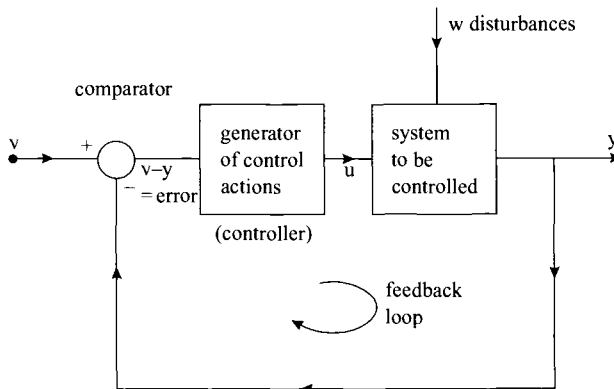 w disturbances
comparator
v
+
−
v−y
= error
generator
of control
actions
(controller)
u
system
to be
controlled
y
feedback
loop